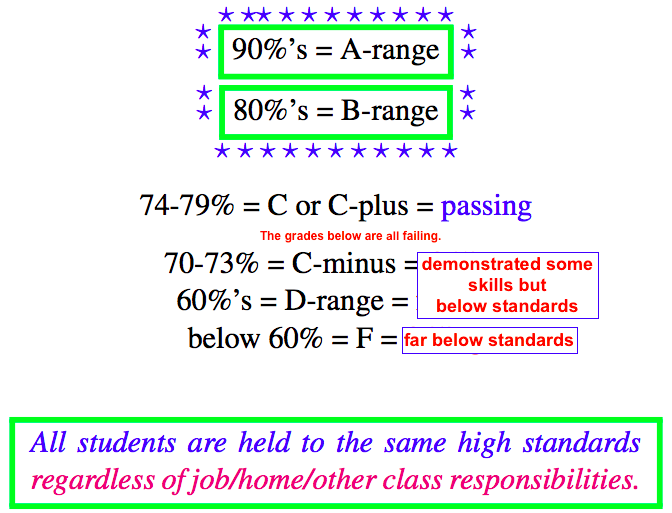 90%’s = A-range
80%’s = B-range
74-79% = C or C-plus = passing
The grades below are all failing.
70-73% = C-minus = demonstrated some
skills but
60%’s = D-range = below standards
below 60% = F = far below standards
All students are held to the same high standards
regardless of job/home/other class responsibilities.